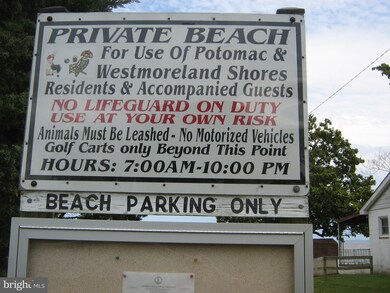 PRIVATE BEACH
For Use Of Potomac &
Westmoreland Shores
Residents & Accompanied Guests
NO LIFEGUARD ON DUTY
USE AT YOUR OWN RISK
Animals Must Be Leashed - No Motorized Vehicles
Golf Carts only Beyond This Point
HOURS: 7:00AM-10:00 PM
BEACH PARKING ONLY
© BRIGHT MLS